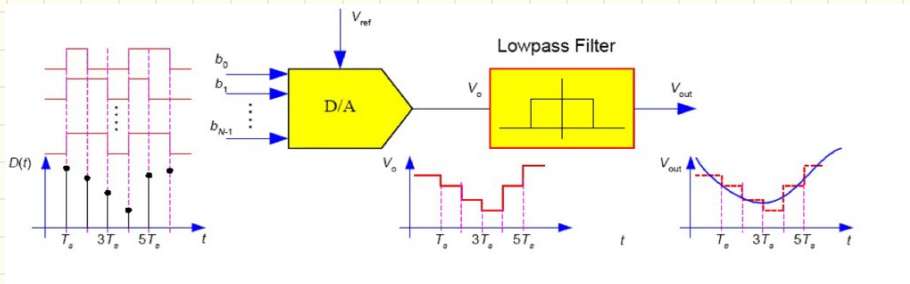 V_ref
Lowpass Filter
b_0
b_1
b_N-1
D/A
V_o
V_out
D(t)
V_o
V_out
T_s 3T_s 5T_s t
T_s 3T_s 5T_s t
T_s 3T_s 5T_s t